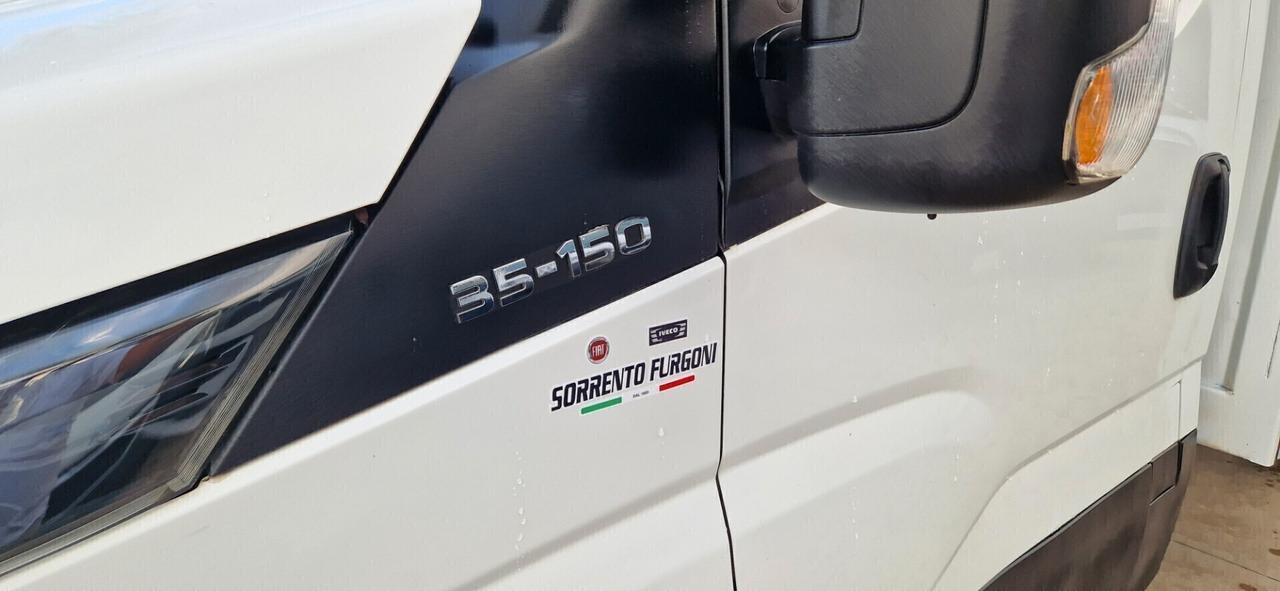 35-150
FIAT
IVECO
SORRENTO FURGONI